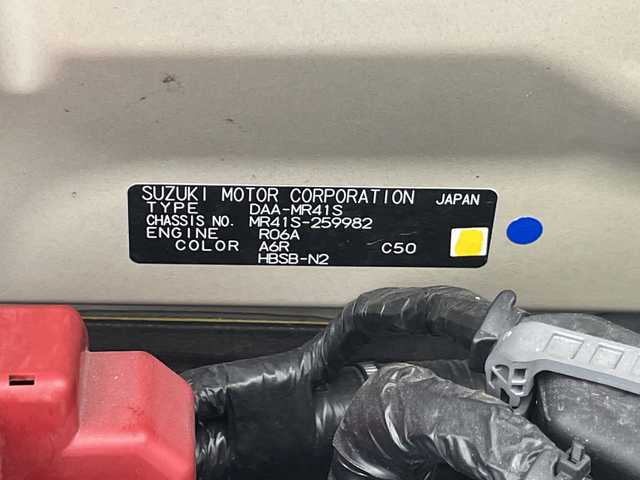 SUZUKI MOTOR CORPORATION JAPAN
TYPE DAA-MR41S
CHASSIS NO. MR41S-259982
ENGINE R06A
COLOR A6R C50
HBSB-N2